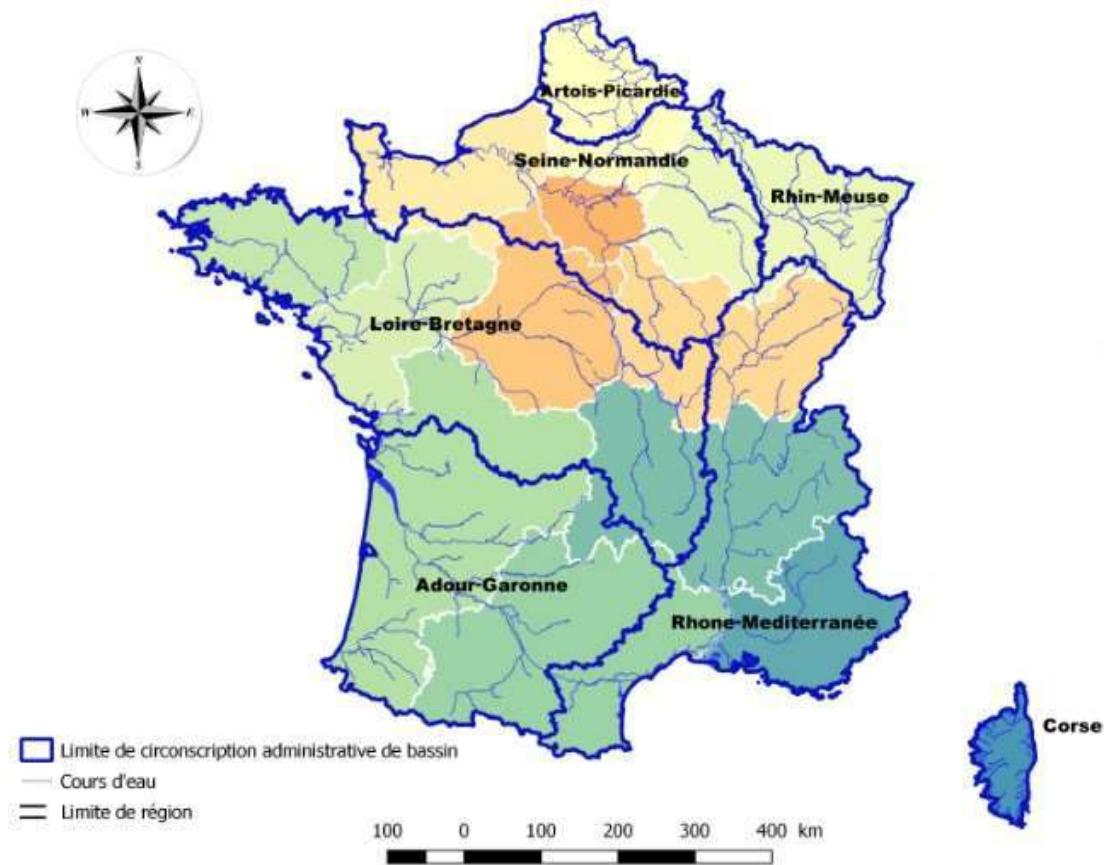 N
W
E
S
Artois-Picardie
Seine-Normandie
Rhin-Meuse
Loire-Bretagne
Adour-Garonne
Rhone-Mediterranée
Corse
Limite de circonscription administrative de bassin
Cours d'eau
Limite de région
100 0 100 200 300 400 km